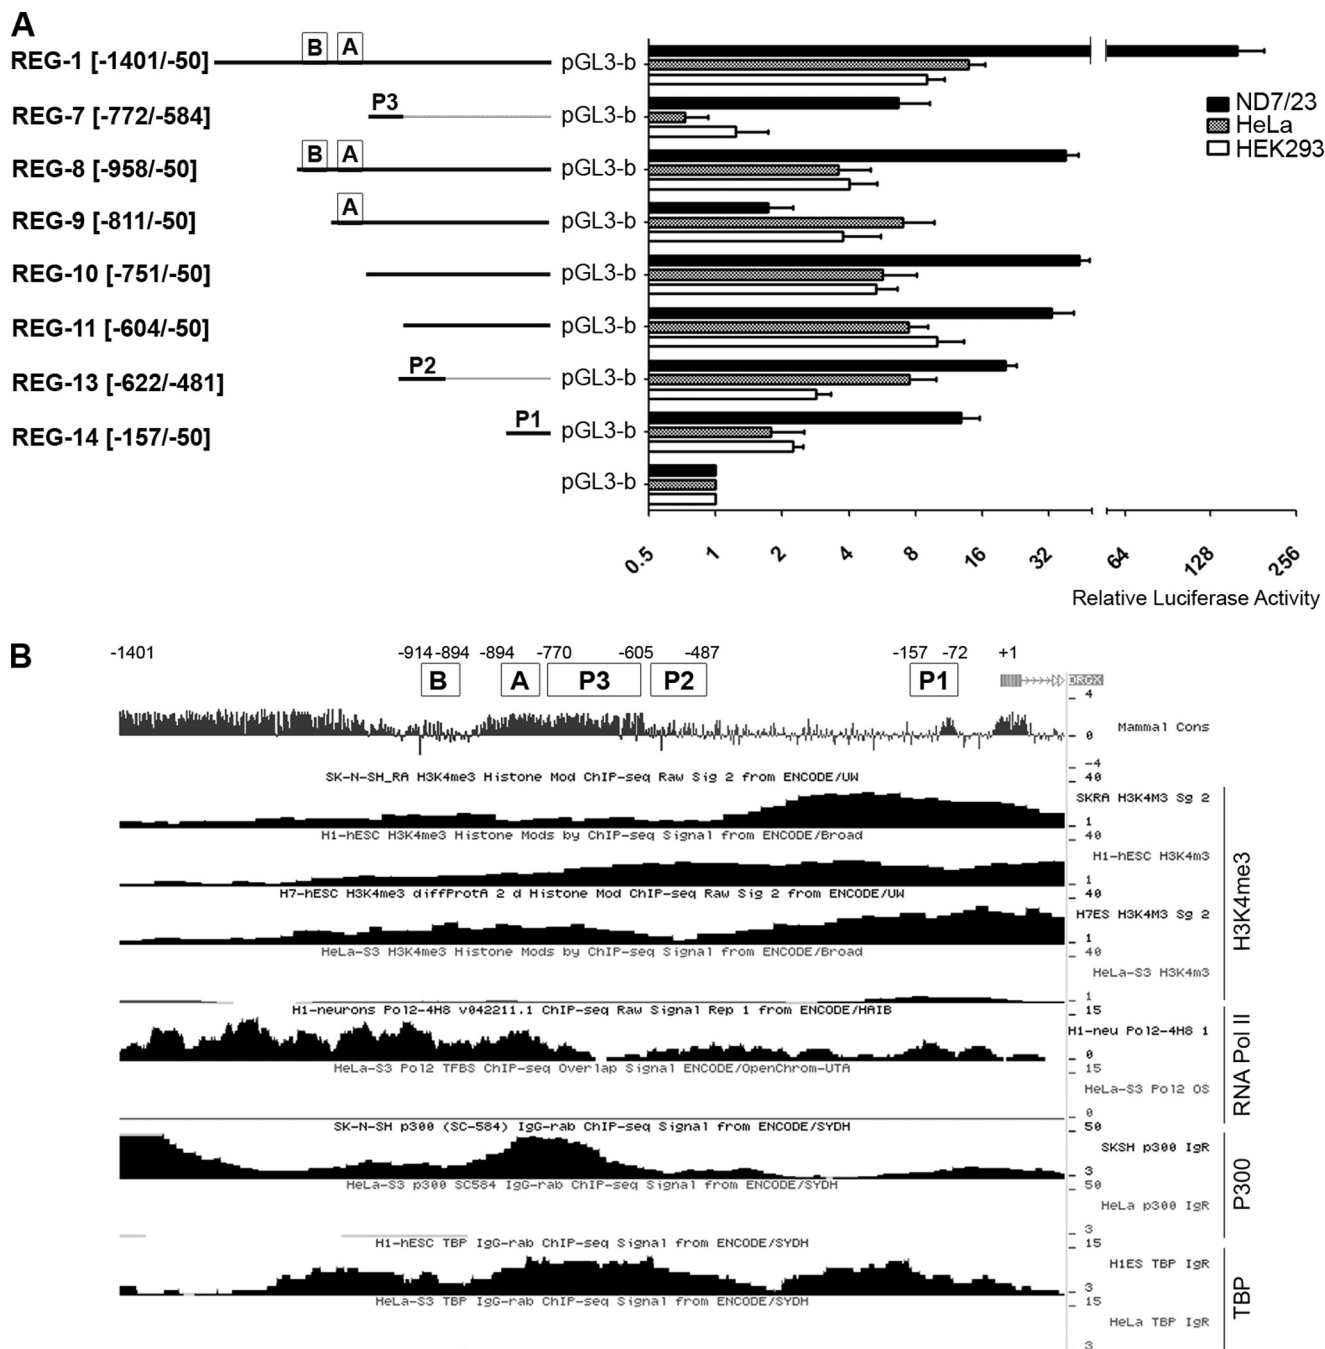 A
REG-1 [-1401/-50] B A pGL3-b
REG-7 [-772/-584] P3 pGL3-b
REG-8 [-958/-50] B A pGL3-b
REG-9 [-811/-50] A pGL3-b
REG-10 [-751/-50] pGL3-b
REG-11 [-604/-50] pGL3-b
REG-13 [-622/-481] P2 pGL3-b
REG-14 [-157/-50] P1 pGL3-b
pGL3-b
ND7/23
HeLa
HEK293
0.5 1 2 4 8 16 32 64 128 256
Relative Luciferase Activity
B
-1401 -914 -894 -894 -770 -605 -487 -157 -72 +1
B A P3 P2 P1 DRGX
4
Mammal Cons
0
-4
SK-N-SH_RA H3K4me3 Histone Mod ChIP-seq Raw Sig 2 from ENCODE/UW
40
SKRA H3K4M3 Sg 2
1
H1-hESC H3K4me3 Histone Mods by ChIP-seq Signal from ENCODE/Broad
40
H1-hESC H3K4m3
1
H7-hESC H3K4me3 diffProtA 2 d Histone Mod ChIP-seq Raw Sig 2 from ENCODE/UW
40
H7ES H3K4M3 Sg 2
1
HeLa-S3 H3K4me3 Histone Mods by ChIP-seq Signal from ENCODE/Broad
40
HeLa-S3 H3K4m3
1
H3K4me3
H1-neurons Pol2-4H8 v042211.1 ChIP-seq Raw Signal Rep 1 from ENCODE/HAIB
15
H1-neu Pol2-4H8 1
0
HeLa-S3 Pol2 TFBS ChIP-seq Overlap Signal ENCODE/OpenChrom-UTA
15
HeLa-S3 Pol2 OS
0
RNA Pol II
SK-N-SH p300 (SC-584) IgG-rab ChIP-seq Signal from ENCODE/SYDH
50
SKSH p300 IgR
3
HeLa-S3 p300 SC584 IgG-rab ChIP-seq Signal from ENCODE/SYDH
50
HeLa p300 IgR
3
P300
H1-hESC TBP IgG-rab ChIP-seq Signal from ENCODE/SYDH
15
H1ES TBP IgR
3
HeLa-S3 TBP IgG-rab ChIP-seq Signal from ENCODE/SYDH
15
HeLa TBP IgR
3
TBP